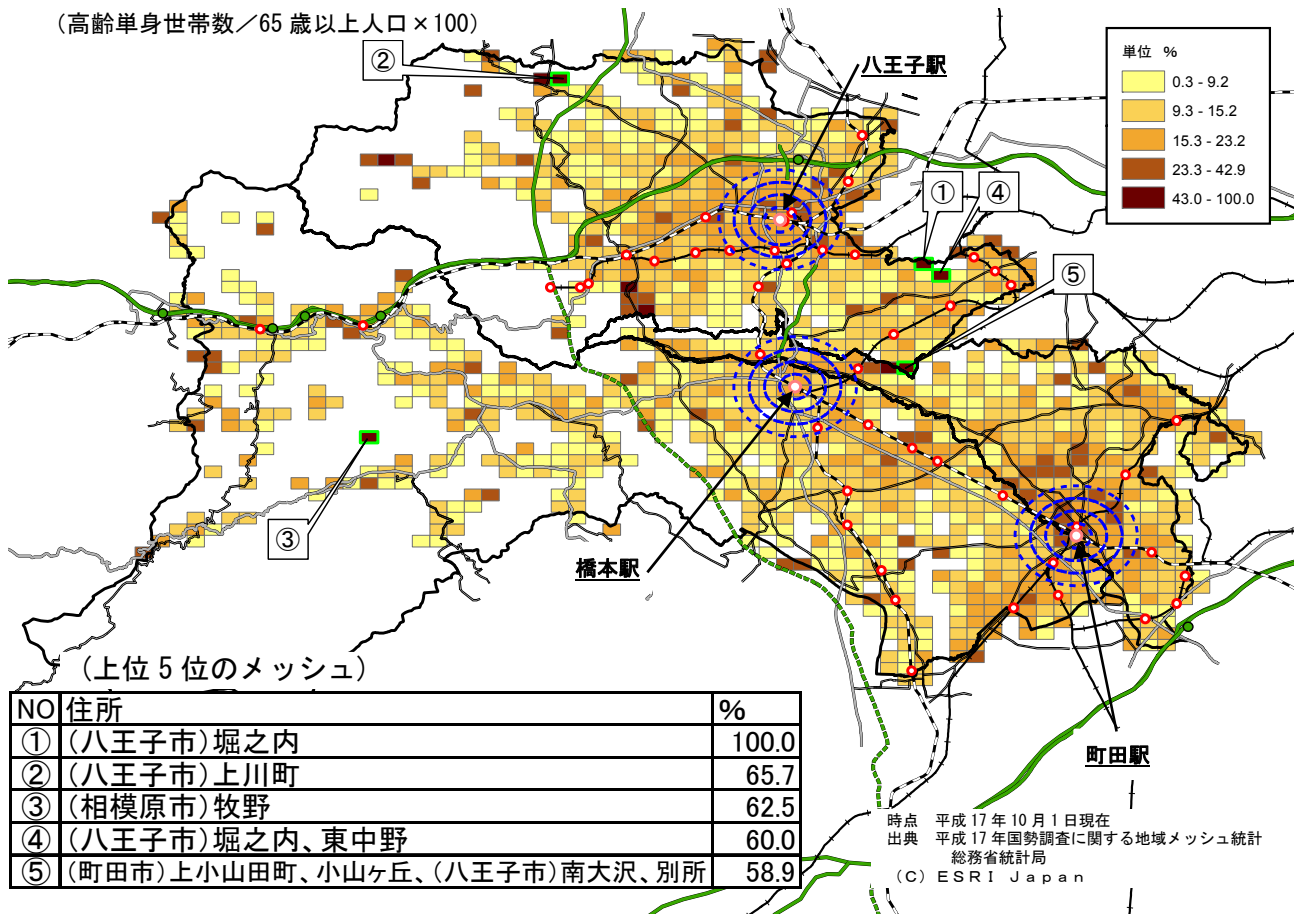 (高齢単身世帯数／65歳以上人口×100)
単位 %
0.3 - 9.2
9.3 - 15.2
15.3 - 23.2
23.3 - 42.9
43.0 - 100.0
②
八王子駅
①
④
⑤
③
橋本駅
町田駅
(上位5位のメッシュ)
NO 住所 %
① (八王子市)堀之内 100.0
② (八王子市)上川町 65.7
③ (相模原市)牧野 62.5
④ (八王子市)堀之内、東中野 60.0
⑤ (町田市)上小山田町、小山ヶ丘、(八王子市)南大沢、別所 58.9
時点 平成17年10月1日現在
出典 平成17年国勢調査に関する地域メッシュ統計
総務省統計局
(C) ESRI Japan